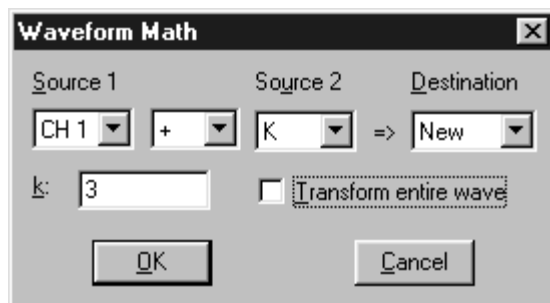 Waveform Math
Source 1 Source 2 Destination
CH 1 + K => New
k: 3 Transform entire wave
OK Cancel